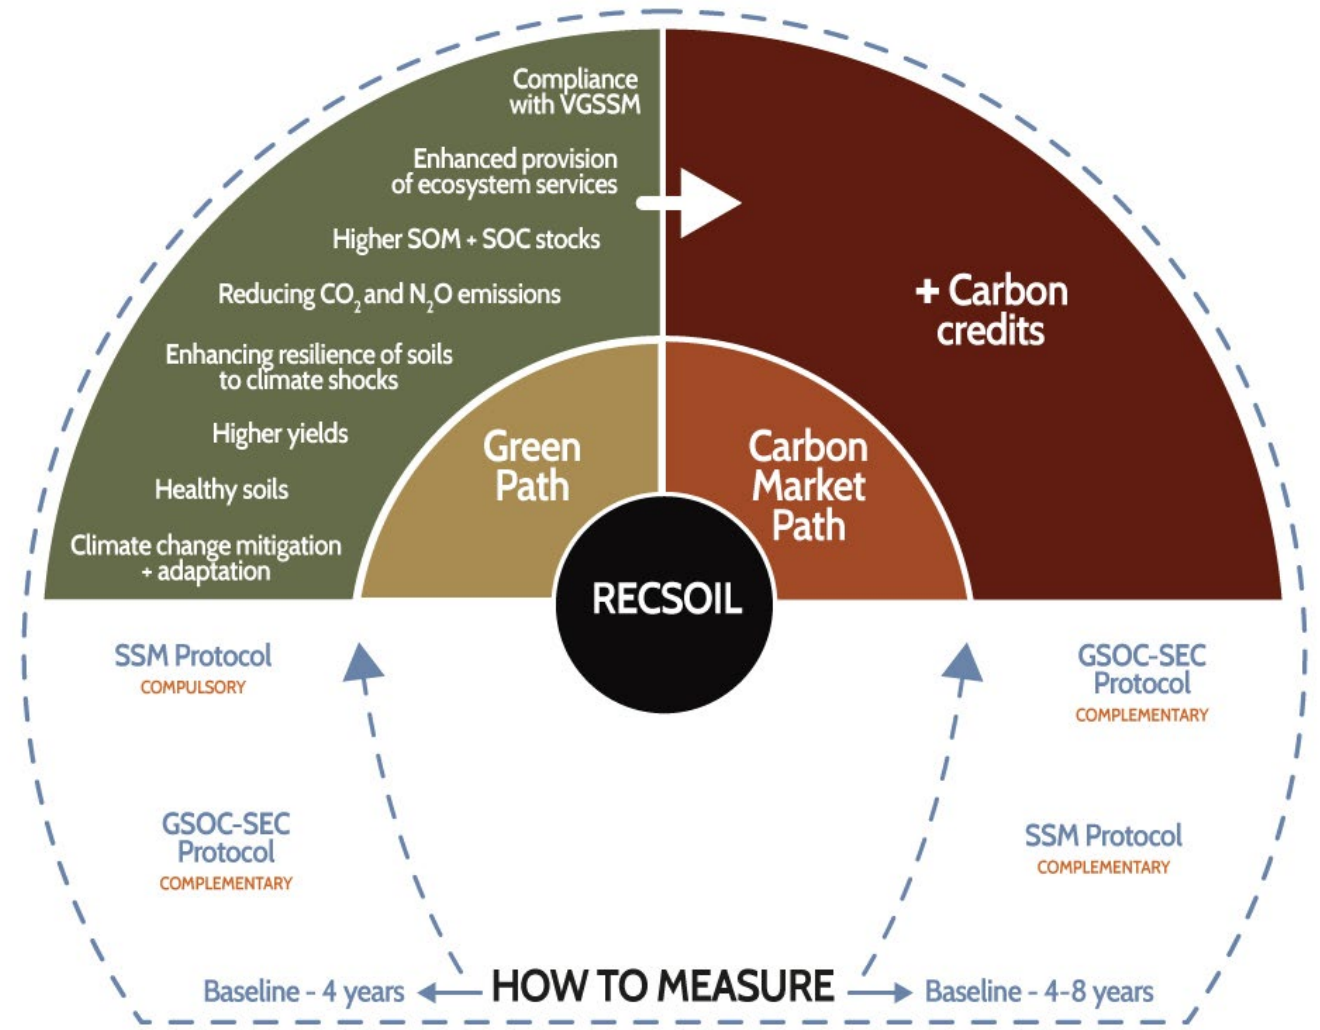 Compliance
with VGSSM
Enhanced provision
of ecosystem services
Higher SOM + SOC stocks
Reducing CO₂ and N₂O emissions
Enhancing resilience of soils
to climate shocks
Higher yields
Healthy soils
Climate change mitigation
+ adaptation
+ Carbon
credits
Green
Path
Carbon
Market
Path
RECSOIL
SSM Protocol
COMPULSORY
GSOC-SEC
Protocol
COMPLEMENTARY
GSOC-SEC
Protocol
COMPLEMENTARY
SSM Protocol
COMPLEMENTARY
Baseline - 4 years
HOW TO MEASURE
Baseline - 4-8 years